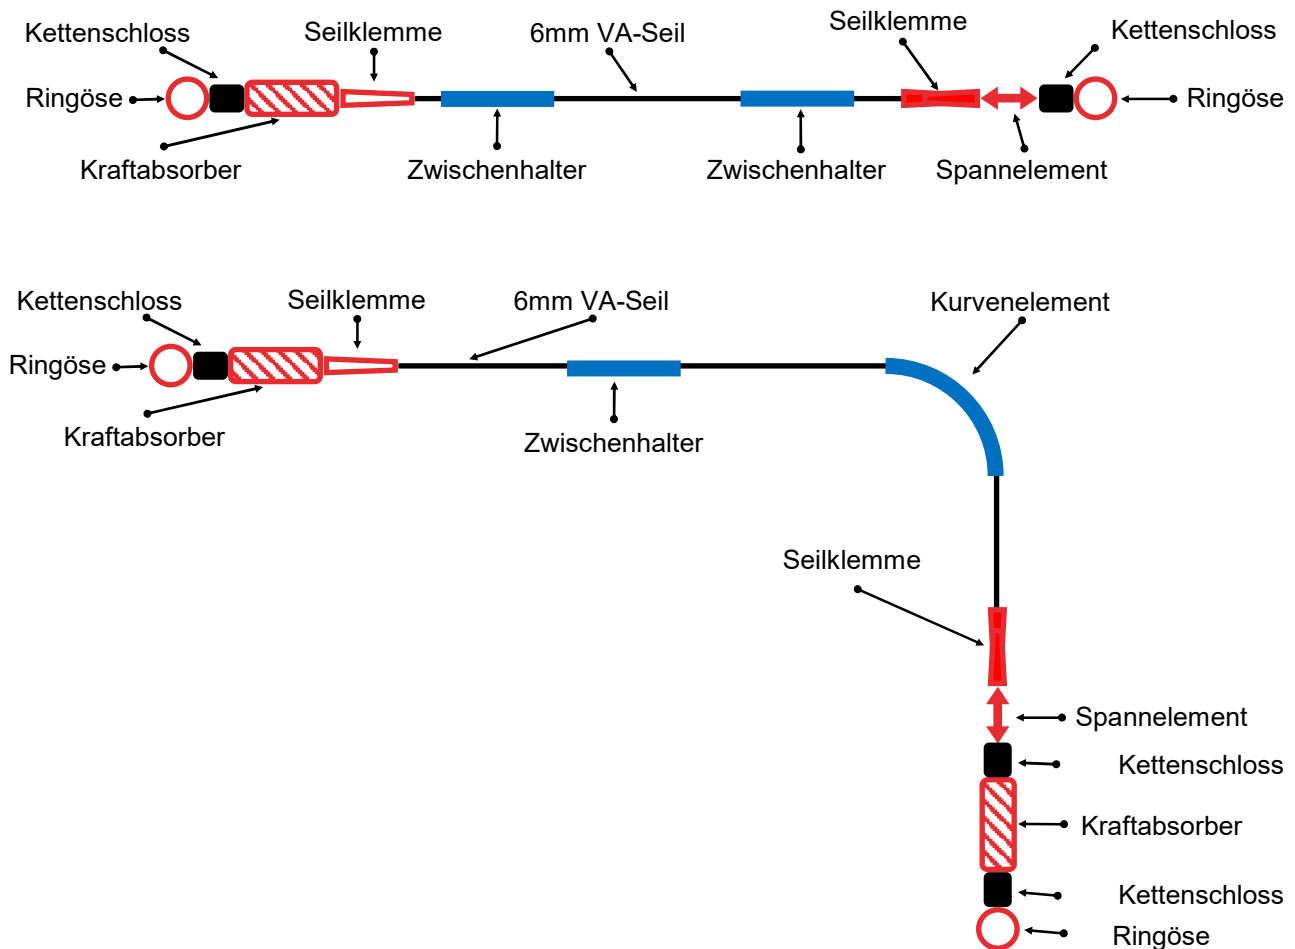 Kettenschloss
Seilklemme
6mm VA-Seil
Seilklemme
Kettenschloss
Ringöse
Ringöse
Kraftabsorber
Zwischenhalter
Zwischenhalter
Spannelement
Kettenschloss
Seilklemme
6mm VA-Seil
Kurvenelement
Ringöse
Kraftabsorber
Zwischenhalter
Seilklemme
Spannelement
Kettenschloss
Kraftabsorber
Kettenschloss
Ringöse